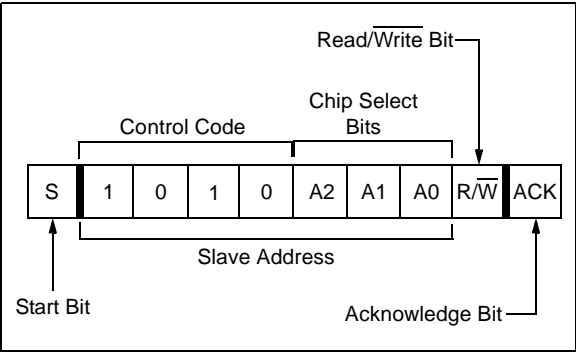 Read/Write Bit
Chip Select
Bits
Control Code
S 1 0 1 0 A2 A1 A0 R/W ACK
Slave Address
Start Bit
Acknowledge Bit